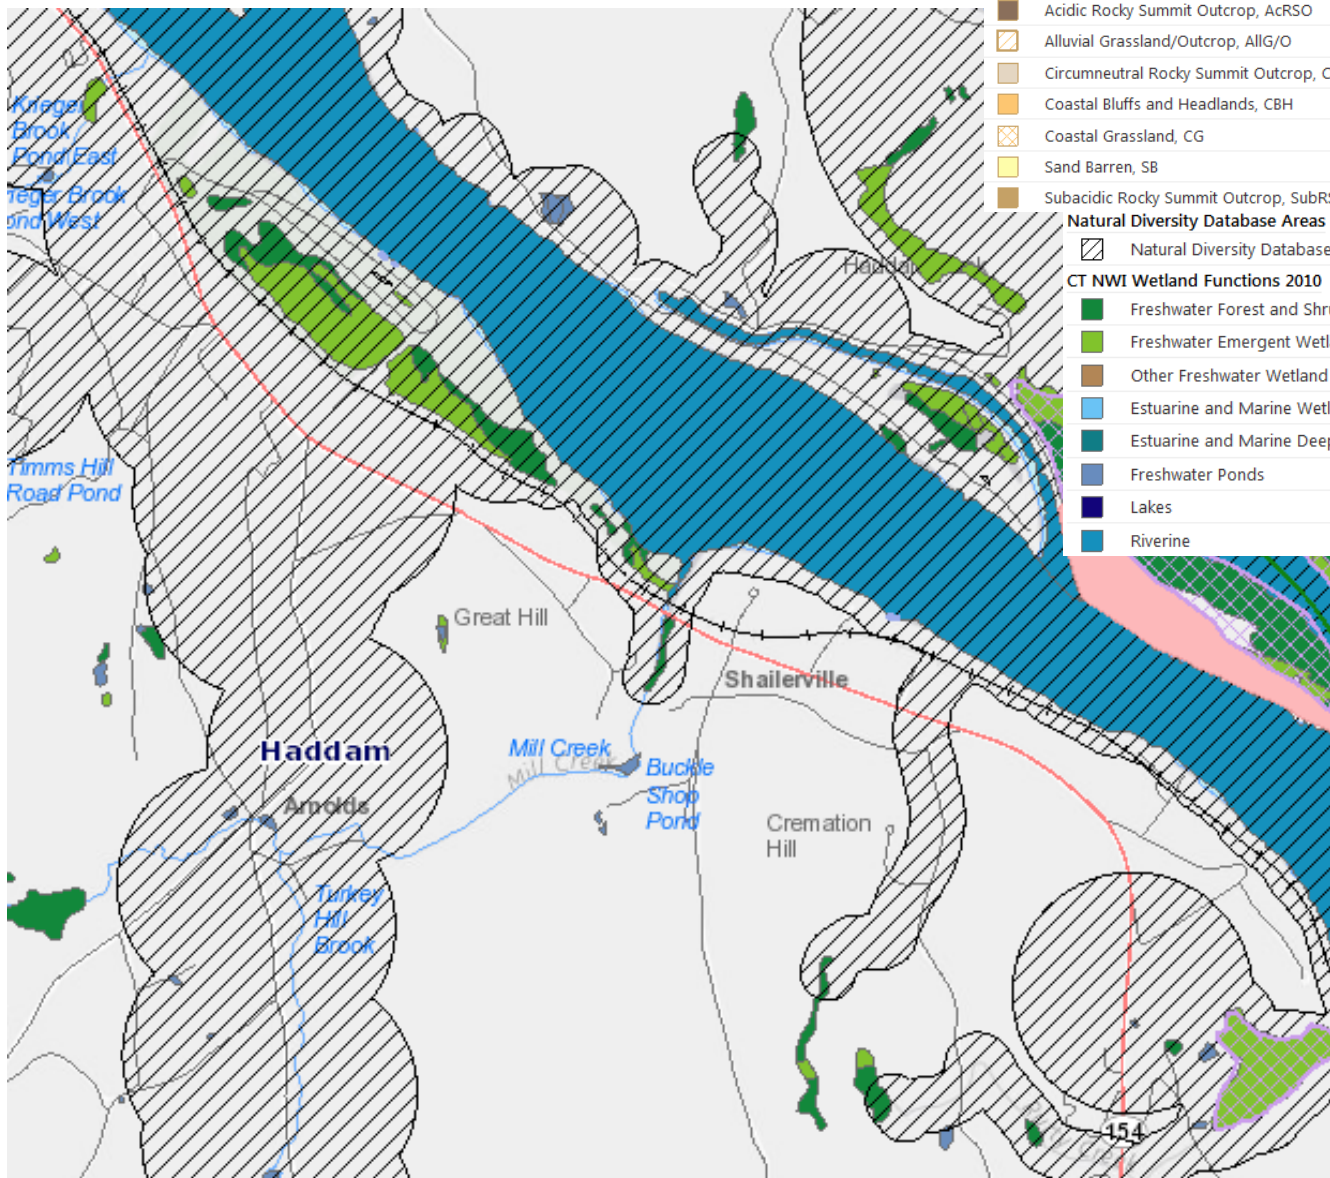 Acidic Rocky Summit Outcrop, AcRSO
Alluvial Grassland/Outcrop, AllG/O
Circumneutral Rocky Summit Outcrop, C
Coastal Bluffs and Headlands, CBH
Coastal Grassland, CG
Sand Barren, SB
Subacidic Rocky Summit Outcrop, SubRS
Natural Diversity Database Areas
Natural Diversity Database
CT NWI Wetland Functions 2010
Freshwater Forest and Shru
Freshwater Emergent Wetl
Other Freshwater Wetland
Estuarine and Marine Wetl
Estuarine and Marine Deep
Freshwater Ponds
Lakes
Riverine
Krieger
Brook
Pond East
rieger Brook
ond West
Timms Hill
Road Pond
Great Hill
Shailerville
Haddam
Mill Creek
Mill Creek
Buckle
Shop
Pond
Arnolds
Cremation
Hill
Turkey
Hill
Brook
154